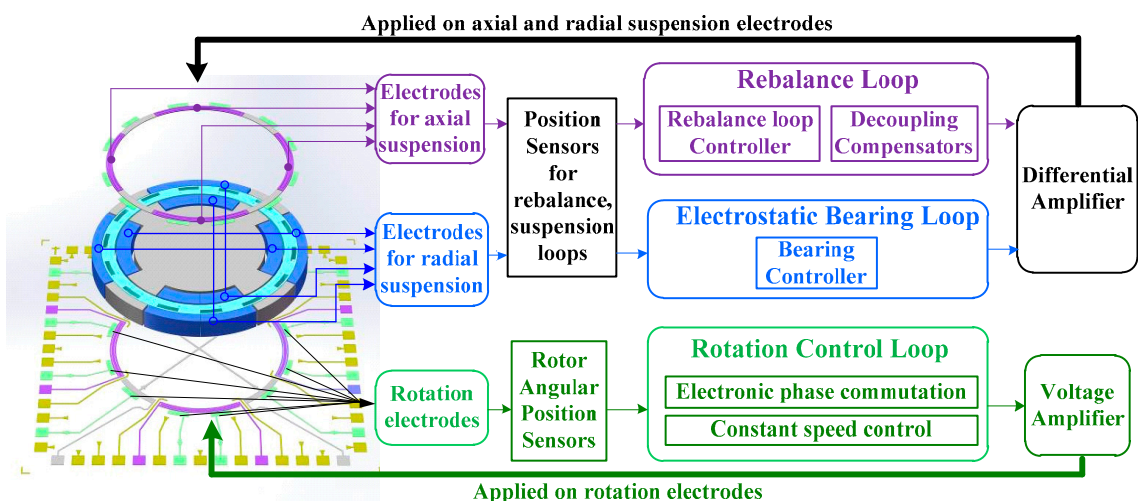 Applied on axial and radial suspension electrodes
Electrodes
for axial
suspension
Position
Sensors
for
rebalance,
suspension
loops
Rebalance Loop
Rebalance loop
Controller
Decoupling
Compensators
Differential
Amplifier
Electrodes
for radial
suspension
Electrostatic Bearing Loop
Bearing
Controller
Rotation
electrodes
Rotor
Angular
Position
Sensors
Rotation Control Loop
Electronic phase commutation
Constant speed control
Voltage
Amplifier
Applied on rotation electrodes